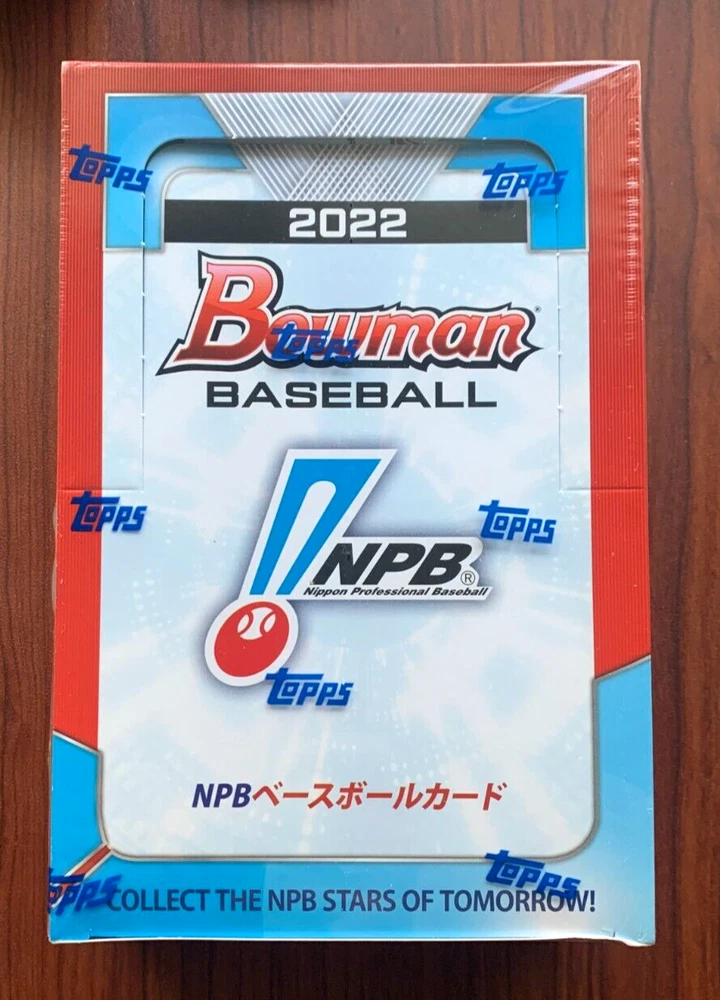 TOPPS
TOPPS
2022
Bowman
TOPPS
BASEBALL
TOPPS
TOPPS
NPB®
Nippon Professional Baseball
TOPPS
NPBベースボールカード
TOPPS
TOPPS
COLLECT THE NPB STARS OF TOMORROW!